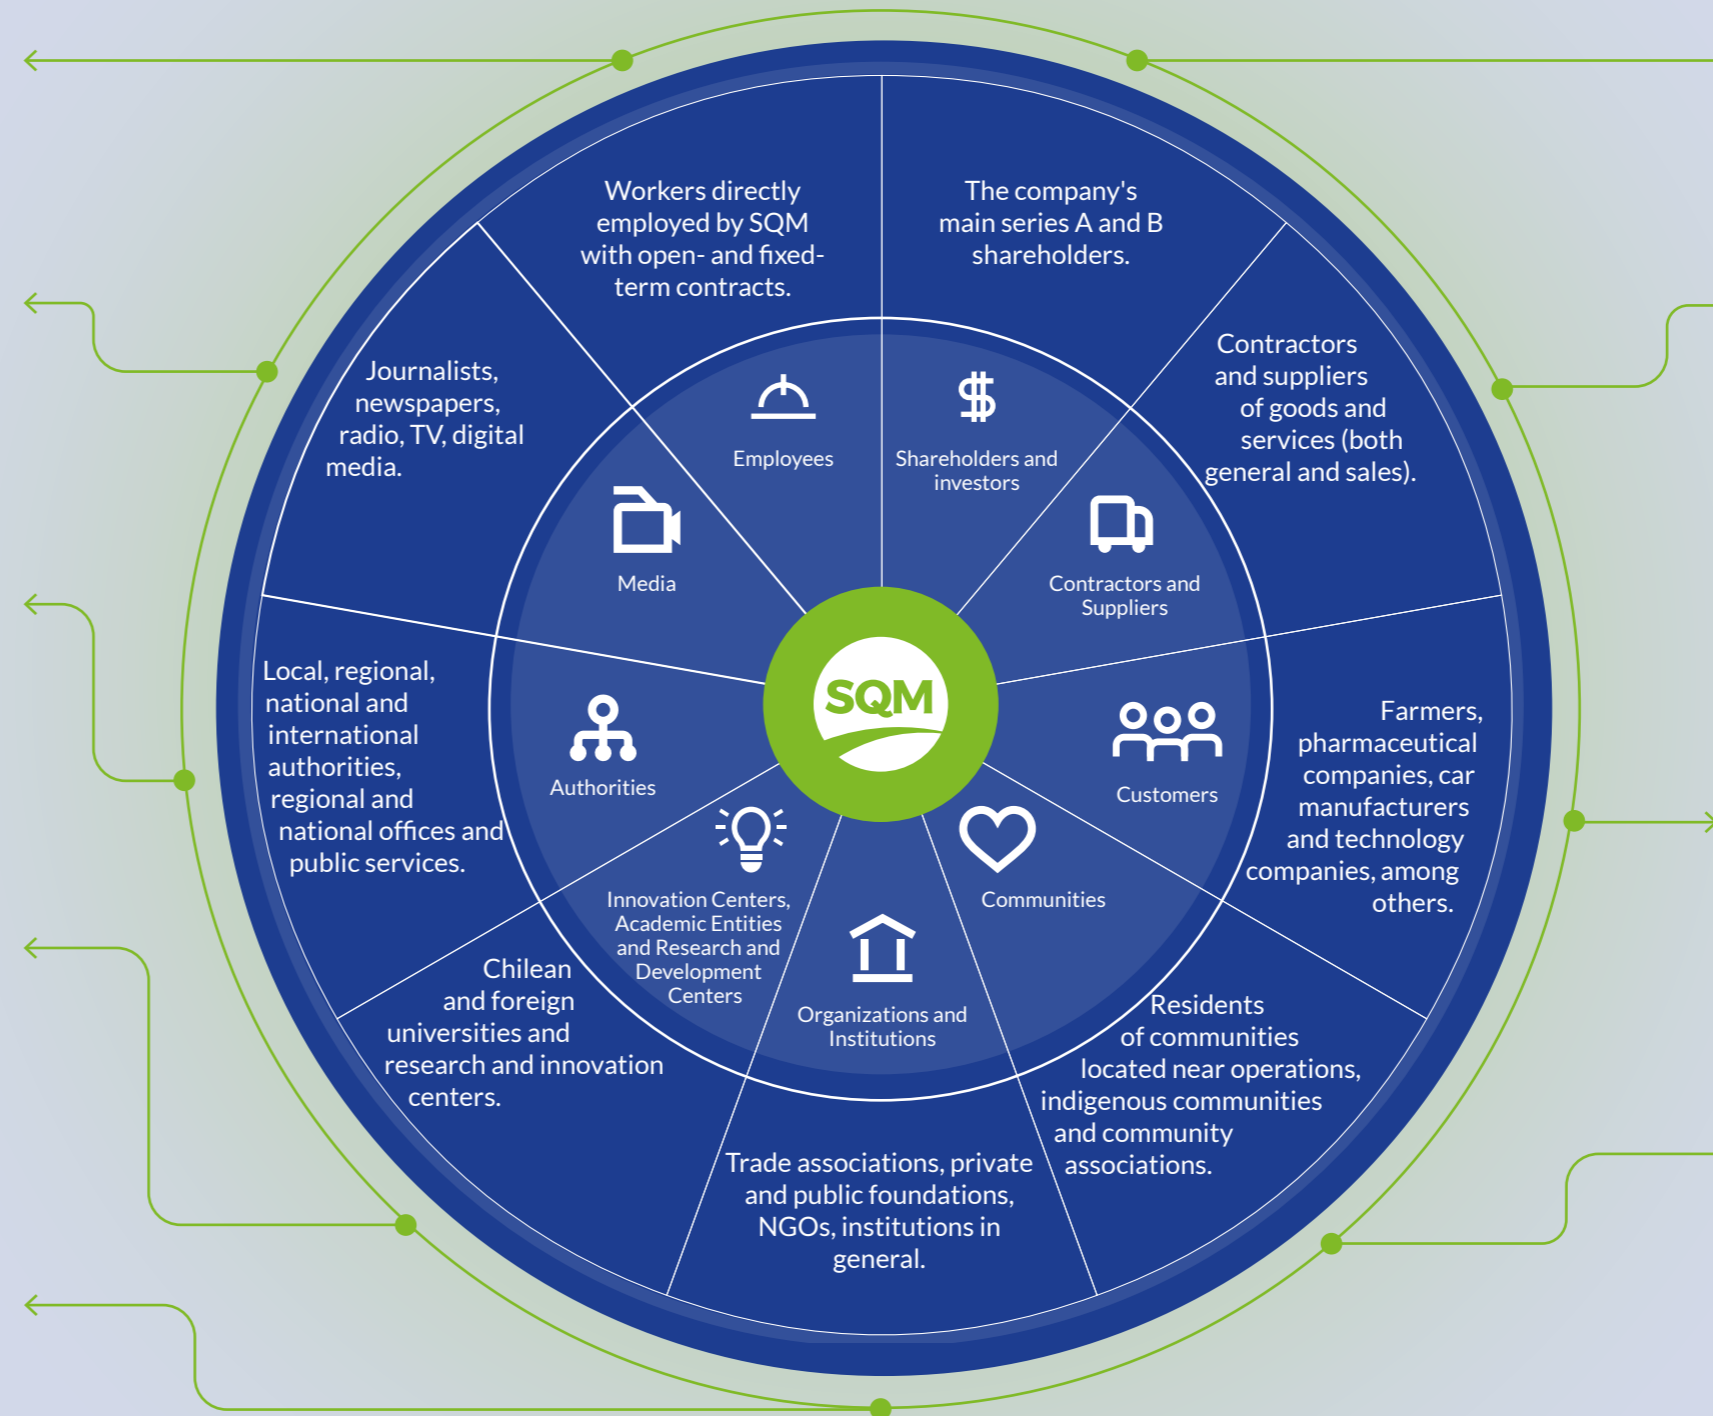 Workers directly
employed by SQM
with open- and fixed-
term contracts.
The company's
main series A and B
shareholders.
Contractors
and suppliers
of goods and
services (both
general and sales).
Farmers,
pharmaceutical
companies, car
manufacturers
and technology
companies, among
others.
Residents
of communities
located near operations,
indigenous communities
and community
associations.
Trade associations, private
and public foundations,
NGOs, institutions in
general.
Chilean
and foreign
universities and
research and innovation
centers.
Local, regional,
national and
international
authorities,
regional and
national offices and
public services.
Journalists,
newspapers,
radio, TV, digital
media.
Employees
Shareholders and
investors
Contractors and
Suppliers
Customers
Communities
Organizations and
Institutions
Innovation Centers,
Academic Entities
and Research and
Development
Centers
Authorities
Media
SQM